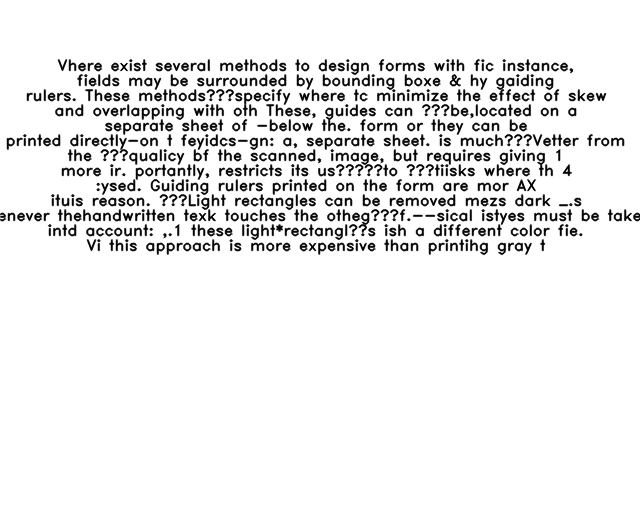 Vhere exist several methods to design forms with fic instance,
fields may be surrounded by bounding boxe & hy gaiding
rulers. These methods???specify where tc minimize the effect of skew
and overlapping with oth These, guides can ???be,located on a
separate sheet of -below the. form or they can be
printed directly-on t feyidcs-gn: a, separate sheet. is much???Vetter from
the ???qualicy bf the scanned, image, but requires giving 1
more ir. portantly, restricts its us?????to ???tiisks where th 4
:ysed. Guiding rulers printed on the form are mor AX
ituis reason. ???Light rectangles can be removed mezs dark _.s
enever thehandwritten texk touches the otheg???f.--sical istyes must be take
intd account: ,.1 these light*rectangl??s ish a different color fie.
Vi this approach is more expensive than printihg gray t